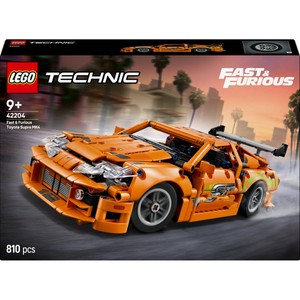 LEGO TECHNIC
FAST &
FURIOUS
9+
42204
Fast & Furious
Toyota Supra MK4
810 pcs